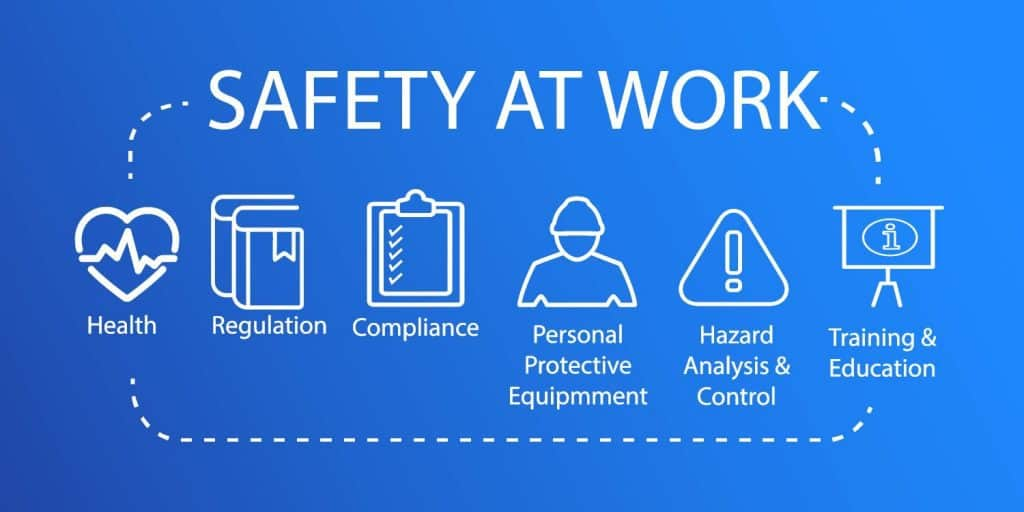 SAFETY AT WORK
Health
Regulation
Compliance
Personal
Protective
Equipmment
Hazard
Analysis &
Control
Training &
Education
i